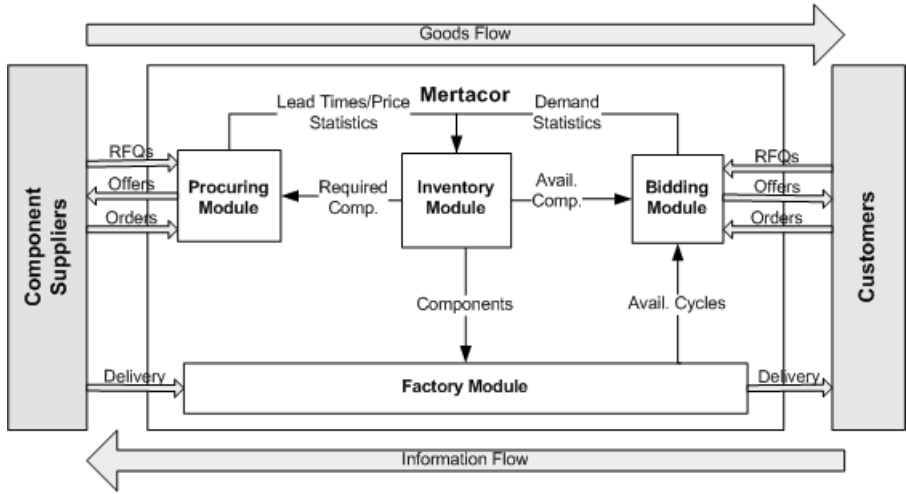 Goods Flow
Mertacor
Lead Times/Price
Statistics
Demand
Statistics
RFQs
Offers
Orders
Procuring
Module
Required
Comp.
Inventory
Module
Avail.
Comp.
Bidding
Module
RFQs
Offers
Orders
Component
Suppliers
Customers
Components
Avail. Cycles
Delivery
Factory Module
Delivery
Information Flow